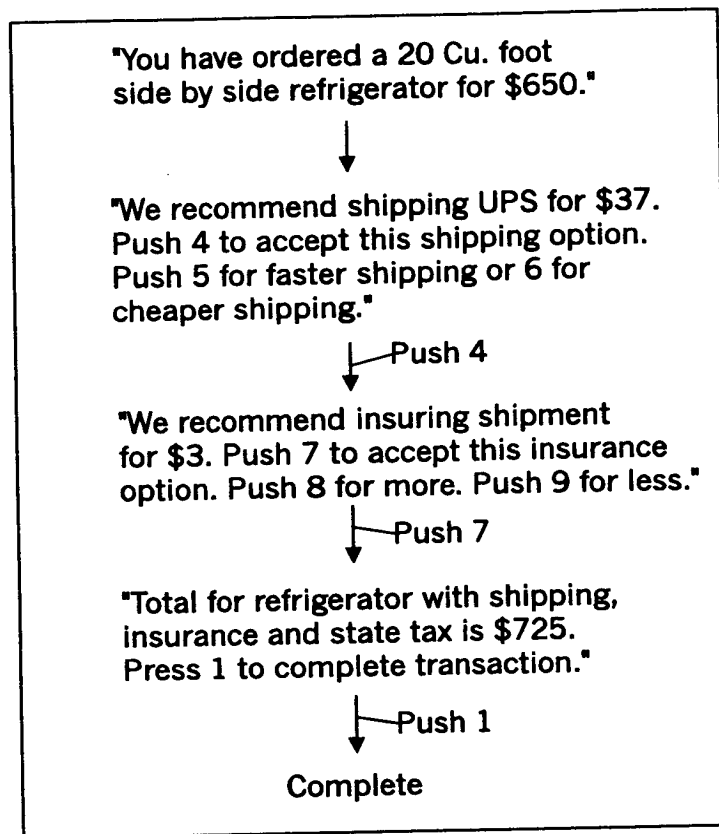 "You have ordered a 20 Cu. foot
side by side refrigerator for $650."
"We recommend shipping UPS for $37.
Push 4 to accept this shipping option.
Push 5 for faster shipping or 6 for
cheaper shipping."
Push 4
"We recommend insuring shipment
for $3. Push 7 to accept this insurance
option. Push 8 for more. Push 9 for less."
Push 7
"Total for refrigerator with shipping,
insurance and state tax is $725.
Press 1 to complete transaction."
Push 1
Complete